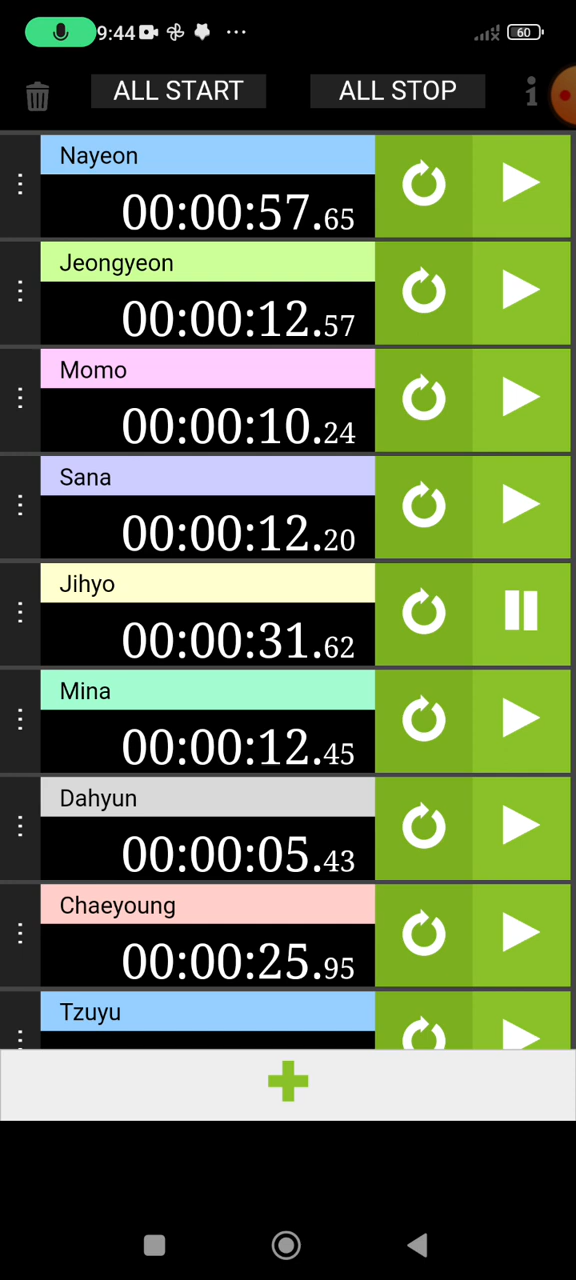 9:44
60
ALL START ALL STOP
Nayeon
00:00:57.65
Jeongyeon
00:00:12.57
Momo
00:00:10.24
Sana
00:00:12.20
Jihyo
00:00:31.62
Mina
00:00:12.45
Dahyun
00:00:05.43
Chaeyoung
00:00:25.95
Tzuyu